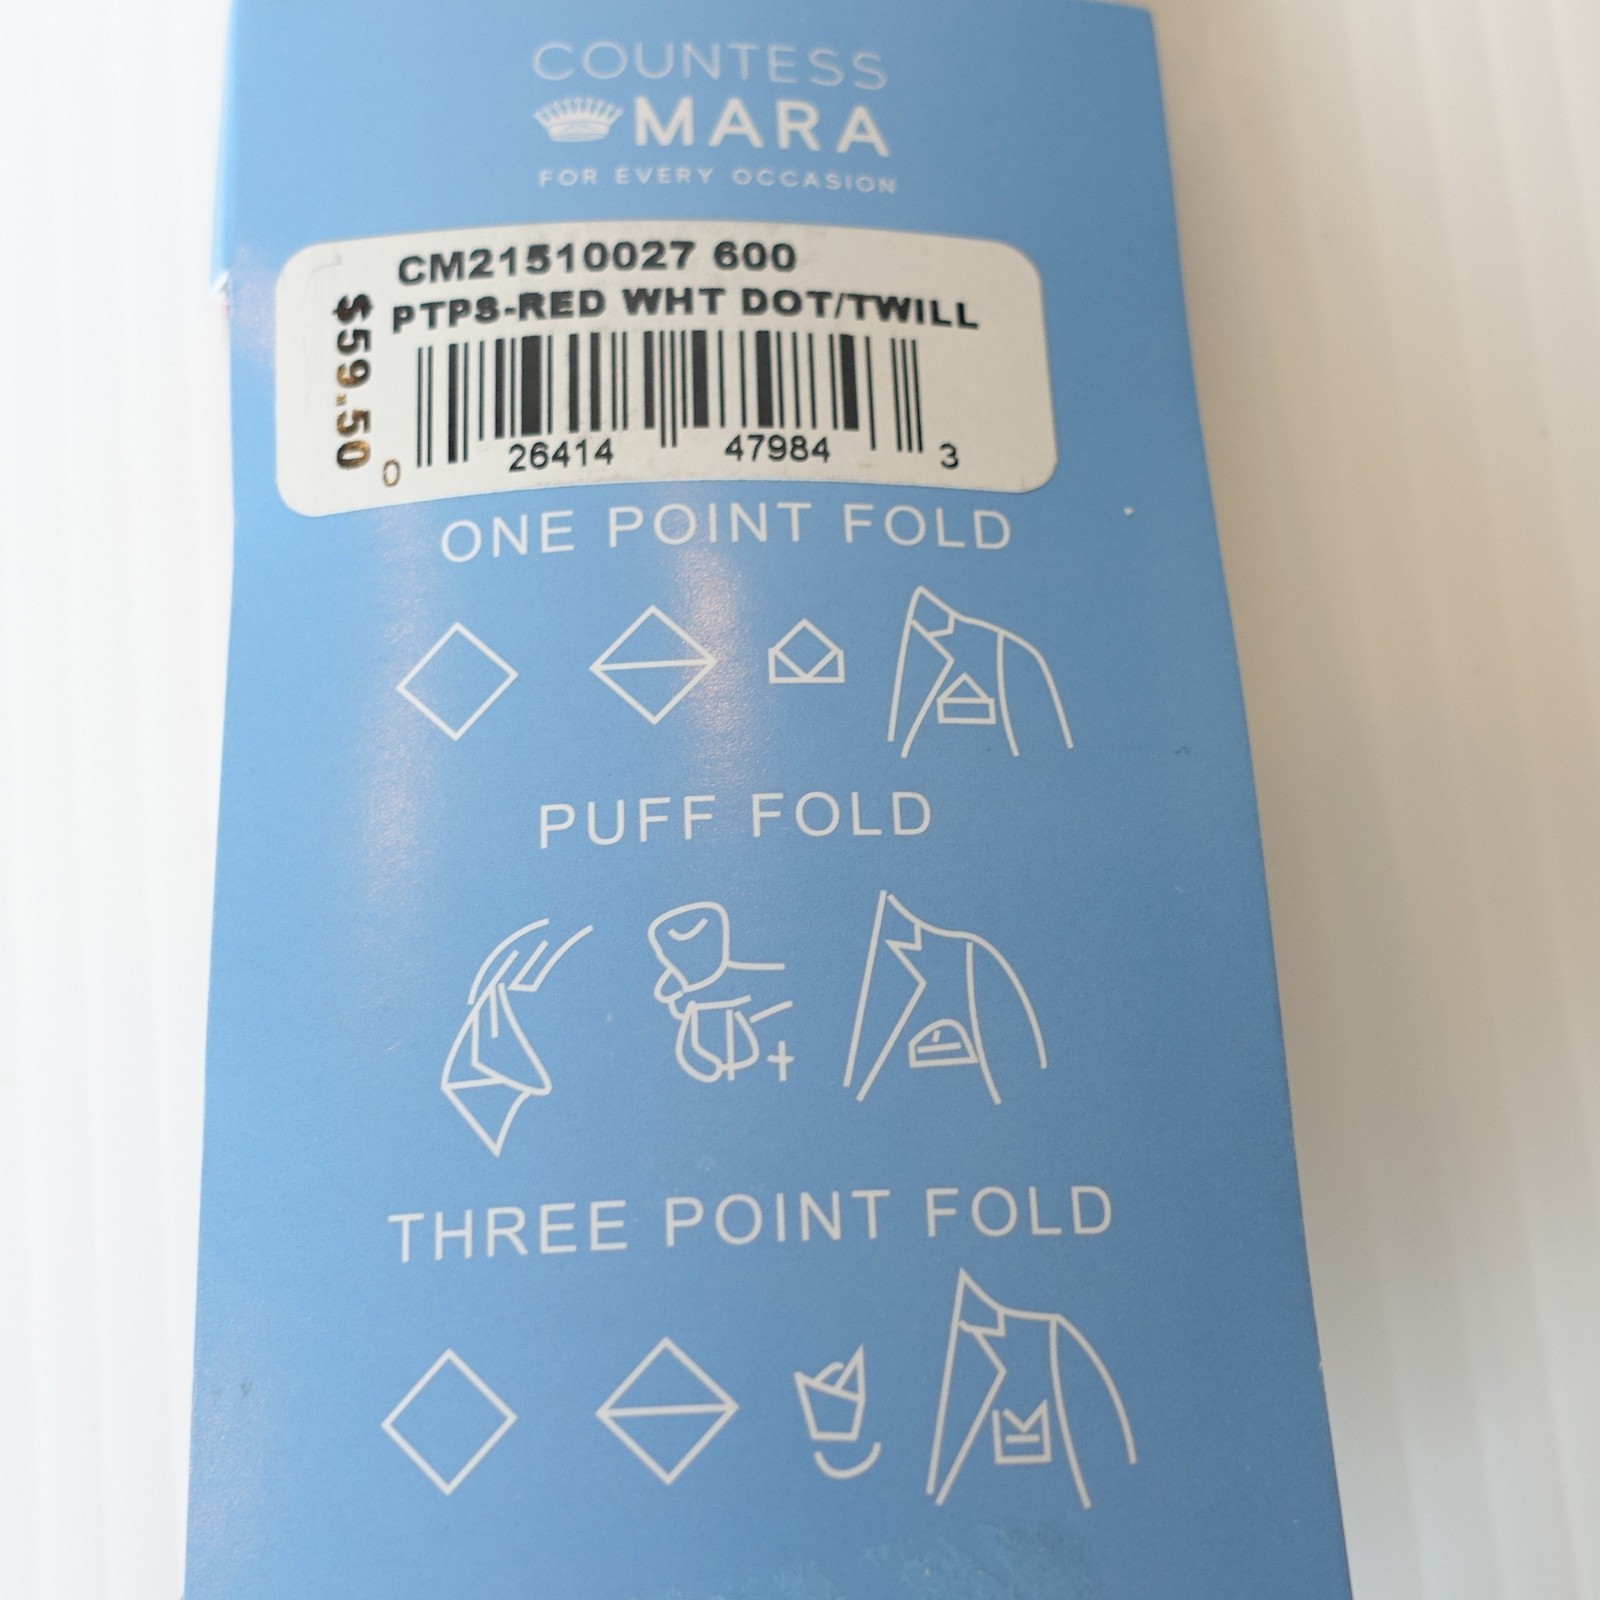 COUNTESS
MARA
FOR EVERY OCCASION
CM21510027 600
PTPS-RED WHT DOT/TWILL
$59.50
0 26414 47984 3
ONE POINT FOLD
PUFF FOLD
THREE POINT FOLD